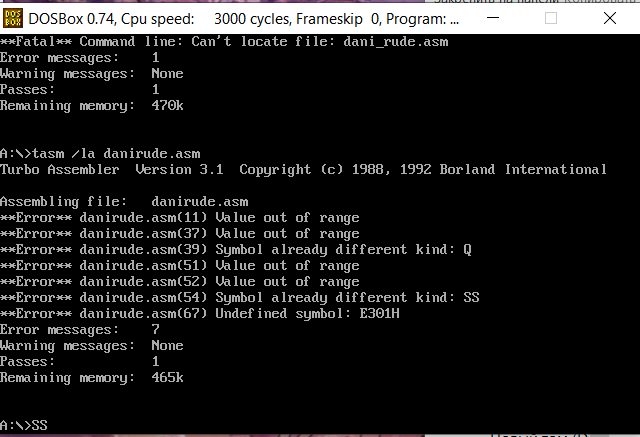 Закрепить на панели Копировать
DOSBox 0.74, Cpu speed: 3000 cycles, Frameskip 0, Program: ...
**Fatal** Command line: Can't locate file: dani_rude.asm
Error messages: 1
Warning messages: None
Passes: 1
Remaining memory: 470k
A:\>tasm /la danirude.asm
Turbo Assembler Version 3.1 Copyright (c) 1988, 1992 Borland International
Assembling file: danirude.asm
**Error** danirude.asm(11) Value out of range
**Error** danirude.asm(37) Value out of range
**Error** danirude.asm(39) Symbol already different kind: Q
**Error** danirude.asm(51) Value out of range
**Error** danirude.asm(52) Value out of range
**Error** danirude.asm(54) Symbol already different kind: SS
**Error** danirude.asm(67) Undefined symbol: E301H
Error messages: 7
Warning messages: None
Passes: 1
Remaining memory: 465k
A:\>SS